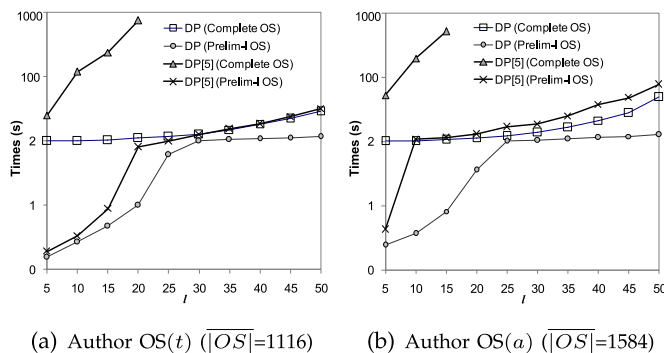 1000
100
2
1
0
Times (s)
DP (Complete OS)
DP (Prelim-l OS)
DP[5] (Complete OS)
DP[5] (Prelim-l OS)
5 10 15 20 25 30 35 40 45 50
l
(a) Author OS(t) (|OS|=1116)
1000
100
2
1
0
Times (s)
DP (Complete OS)
DP (Prelim-l OS)
DP[5] (Complete OS)
DP[5] (Prelim-l OS)
5 10 15 20 25 30 35 40 45 50
l
(b) Author OS(a) (|OS|=1584)